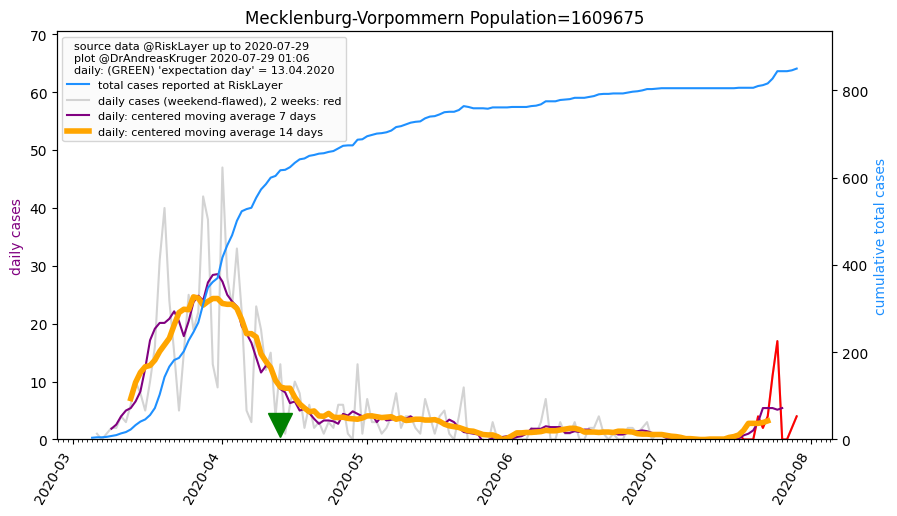 Mecklenburg-Vorpommern Population=1609675
source data @RiskLayer up to 2020-07-29
plot @DrAndreasKruger 2020-07-29 01:06
daily: (GREEN) 'expectation day' = 13.04.2020
total cases reported at RiskLayer
daily cases (weekend-flawed), 2 weeks: red
daily: centered moving average 7 days
daily: centered moving average 14 days
daily cases
70
60
50
40
30
20
10
0
cumulative total cases
800
600
400
200
0
2020-03
2020-04
2020-05
2020-06
2020-07
2020-08